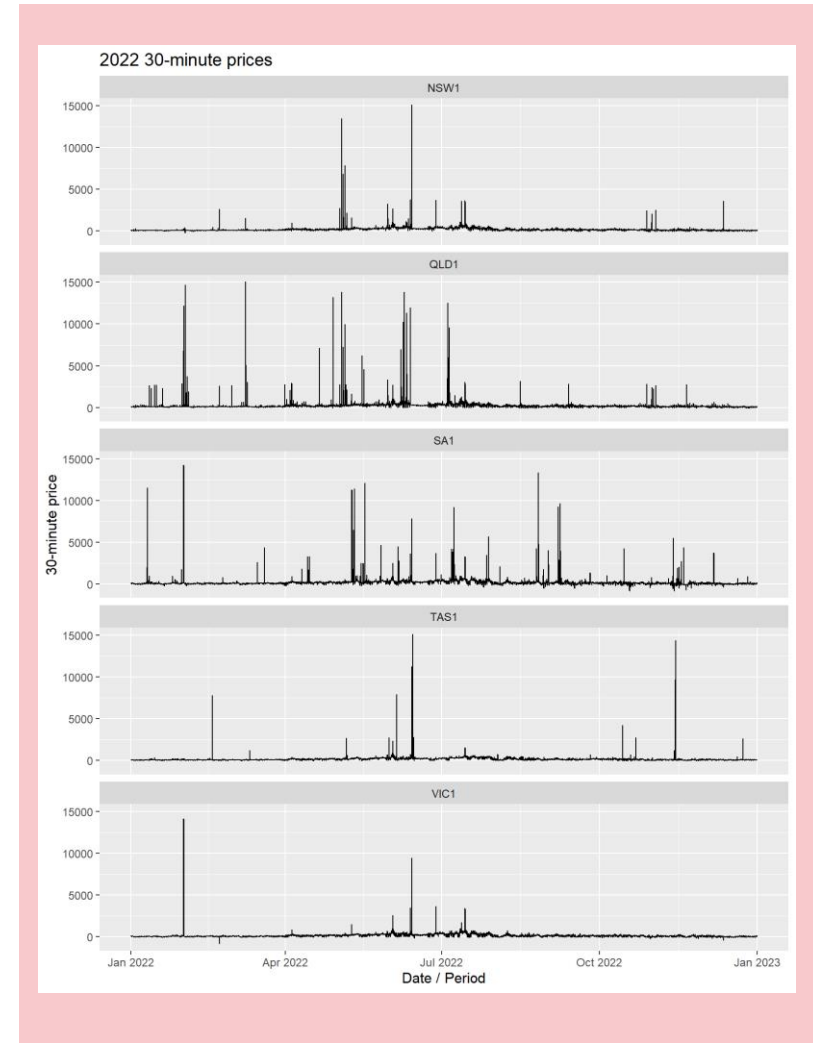 2022 30-minute prices
NSW1
15000
10000
5000
0
QLD1
15000
10000
5000
0
SA1
15000
10000
5000
0
TAS1
15000
10000
5000
0
VIC1
15000
10000
5000
0
30-minute price
Jan 2022 Apr 2022 Jul 2022 Oct 2022 Jan 2023
Date / Period